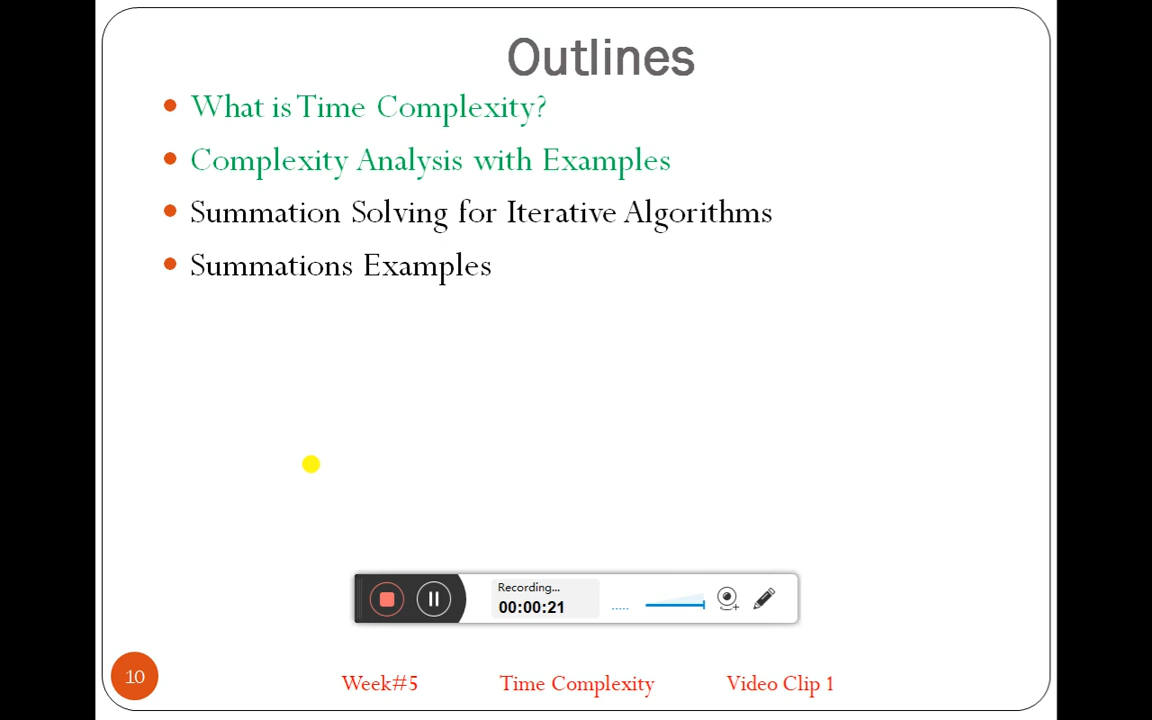 Outlines
What is Time Complexity?
Complexity Analysis with Examples
Summation Solving for Iterative Algorithms
Summations Examples
Recording...
00:00:21
10
Week#5 Time Complexity Video Clip 1